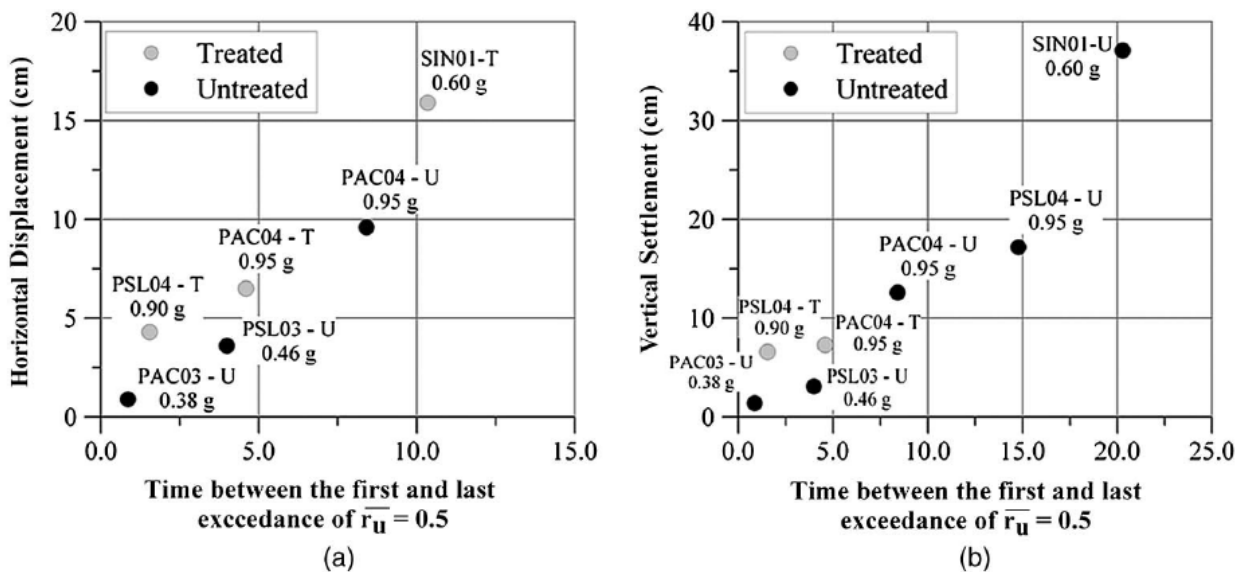 20
15
10
5
0
Horizontal Displacement (cm)
Treated
Untreated
SIN01-T
0.60 g
PAC04 - U
0.95 g
PAC04 - T
0.95 g
PSL04 - T
0.90 g
PSL03 - U
0.46 g
PAC03 - U
0.38 g
0.0 5.0 10.0 15.0
Time between the first and last
exccedance of r̅u̅ = 0.5
(a)
40
30
20
10
0
Vertical Settlement (cm)
Treated
Untreated
SIN01-U
0.60 g
PSL04 - U
0.95 g
PAC04 - U
0.95 g
PSL04 - T
0.90 g
PAC04 - T
0.95 g
PAC03 - U
0.38 g
PSL03 - U
0.46 g
0.0 5.0 10.0 15.0 20.0 25.0
Time between the first and last
exceedance of r̅u̅ = 0.5
(b)